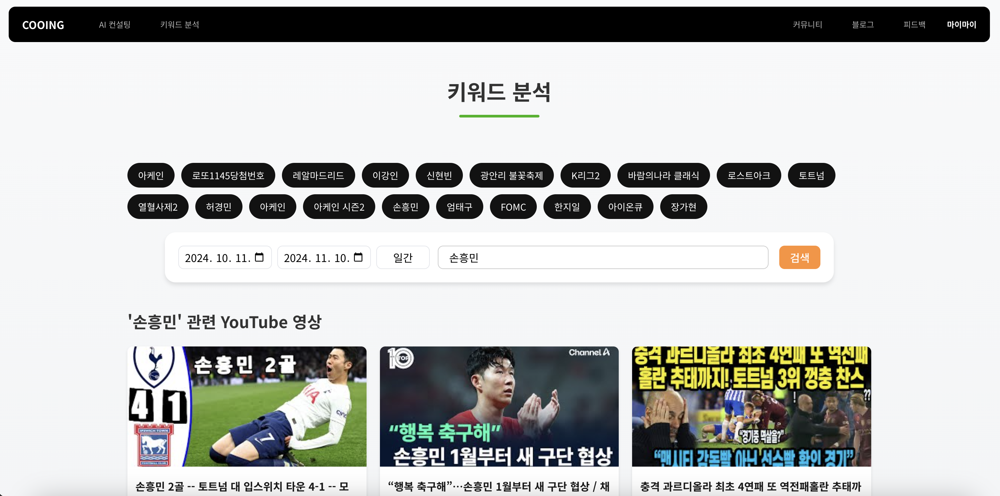 COOING AI 컨설팅 키워드 분석 커뮤니티 블로그 피드백 마이마이
키워드 분석
아케인 로또1145당첨번호 레알마드리드 이강인 신현빈 광안리 불꽃축제 K리그2 바람의나라 클래식 로스트아크 토트넘
열혈사제2 허경민 아케인 아케인 시즌2 손흥민 엄태구 FOMC 한지일 아이온큐 장가현
2024. 10. 11. 2024. 11. 10. 일간 손흥민 검색
'손흥민' 관련 YouTube 영상
손흥민 2골
4 1
IPSWICH TOWN
FOOTBALL CLUB
7
TOP 10
Channel A
“행복 축구해”
손흥민 1월부터 새 구단 협상
충격 과르디올라 최초 4연패 또 역전패
홀란 추태까지! 토트넘 3위 껑충 찬스
! ??
“경기중 멱살을?”
“맨시티 감독빨 아닌 선수빨 확인 경기”
손흥민 2골 -- 토트넘 대 입스위치 타운 4-1 -- 모
“행복 축구해”…손흥민 1월부터 새 구단 협상 / 채
충격 과르디올라 최초 4연패 또 역전패홀란 추태까